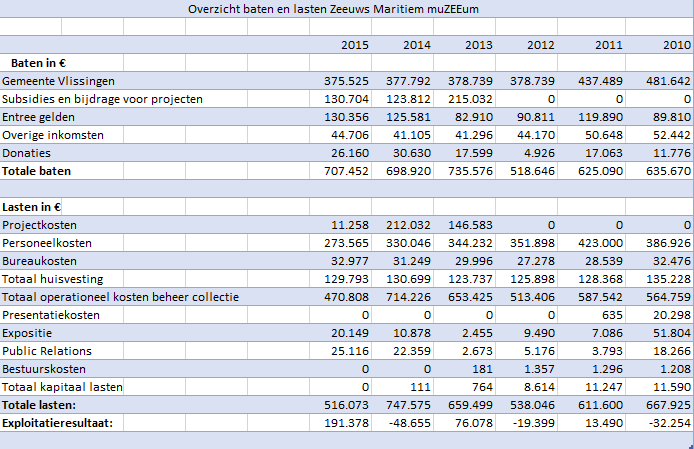 Overzicht baten en lasten Zeeuws Maritiem muZEEum
2015 2014 2013 2012 2011 2010
Baten in €
Gemeente Vlissingen 375.525 377.792 378.739 378.739 437.489 481.642
Subsidies en bijdrage voor projecten 130.704 123.812 215.032 0 0 0
Entree gelden 130.356 125.581 82.910 90.811 119.890 89.810
Overige inkomsten 44.706 41.105 41.296 44.170 50.648 52.442
Donaties 26.160 30.630 17.599 4.926 17.063 11.776
Totale baten 707.452 698.920 735.576 518.646 625.090 635.670
Lasten in €
Projectkosten 11.258 212.032 146.583 0 0 0
Personeelkosten 273.565 330.046 344.232 351.898 423.000 386.926
Bureaukosten 32.977 31.249 29.996 27.278 28.539 32.476
Totaal huisvesting 129.793 130.699 123.737 125.898 128.368 135.228
Totaal operationeel kosten beheer collectie 470.808 714.226 653.425 513.406 587.542 564.759
Presentatiekosten 0 0 0 0 635 20.298
Expositie 20.149 10.878 2.455 9.490 7.086 51.804
Public Relations 25.116 22.359 2.673 5.176 3.793 18.266
Bestuurskosten 0 0 181 1.357 1.296 1.208
Totaal kapitaal lasten 0 111 764 8.614 11.247 11.590
Totale lasten: 516.073 747.575 659.499 538.046 611.600 667.925
Exploitatieresultaat: 191.378 -48.655 76.078 -19.399 13.490 -32.254